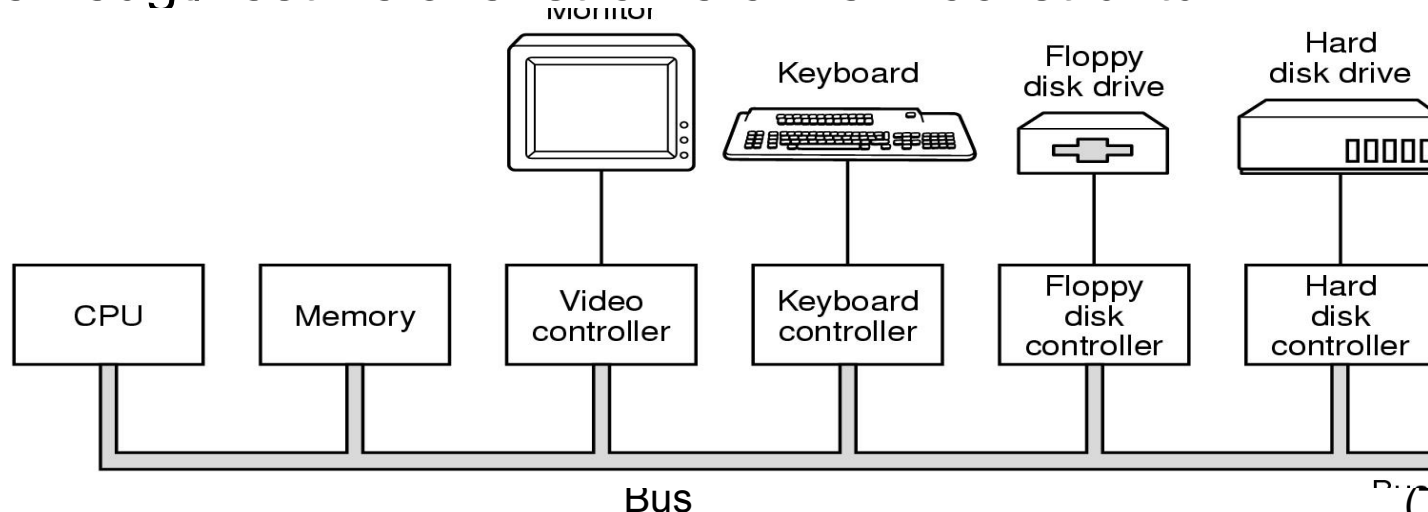 Monitor
Keyboard
Floppy
disk drive
Hard
disk drive
CPU
Memory
Video
controller
Keyboard
controller
Floppy
disk
controller
Hard
disk
controller
Bus